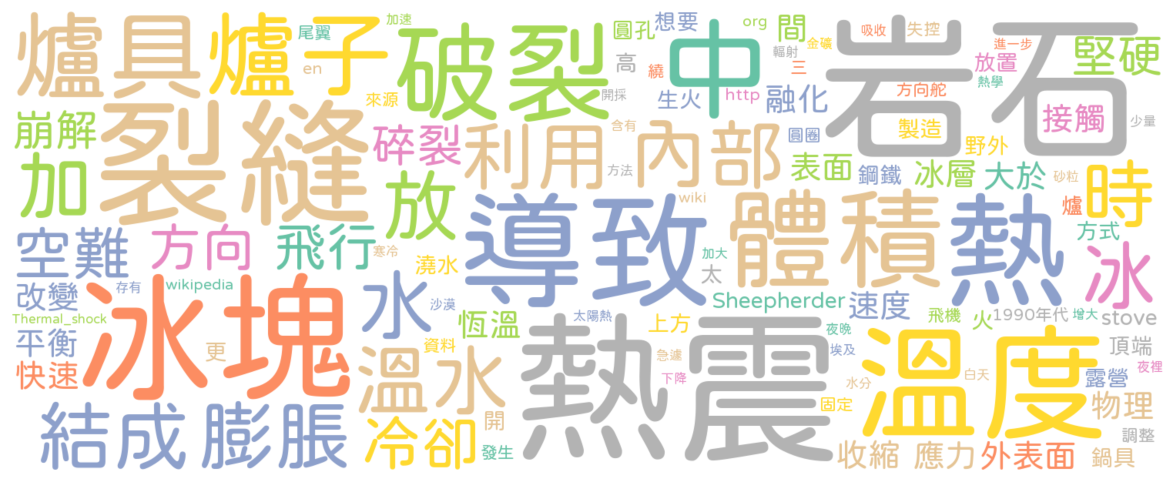 爐具
爐子
尾翼
加速
en
來源
破裂
圓孔
想要
org
間
高
繞
中
三
金礦
輻射
http
開採
生火
融化
岩石
吸收
失控
進一步
放置
熱學
方向舵
堅硬
接觸
少量
崩解
加
裂縫
碎裂
放
利用
含有
方法
內部
圓圈
表面
製造
鋼鐵
冰層
野外
大於
砂粒
爐
時
方式
空難
方向
飛行
寒冷
澆水
導致
wiki
加大
太
體積
熱
冰
改變
存有
wikipedia
冰塊
水
沙漠
恆溫
太陽熱
上方
Sheepherder
速度
夜晚
飛機
火
1990年代
增大
stove
Thermal_shock
平衡
更
快速
溫水
資料
熱震
急遽
下降
埃及
溫度
頂端
夜裡
露營
白天
水分
固定
物理
調整
結成
膨脹
冷卻
開
發生
收縮
應力
外表面
鍋具